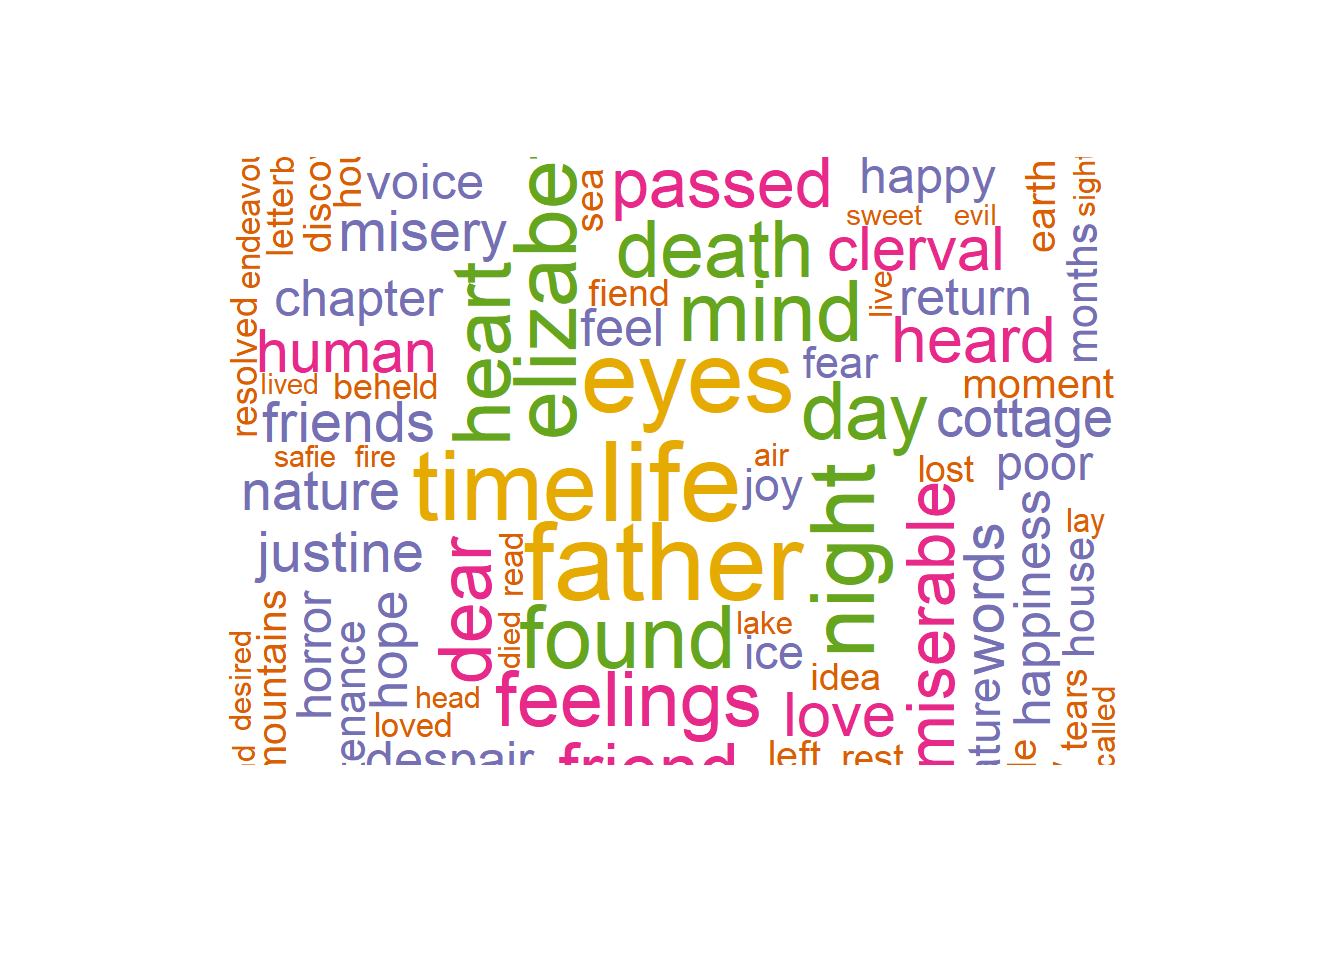 endeavou
letterb
disco
hou
voice
elizabe
sea
passed
happy
earth
sight
misery
death
sweet
evil
clerval
months
chapter
heart
fiend
mind
live
return
resolved
human
feel
heard
eyes
fear
lived
beheld
moment
friends
day
cottage
safie
fire
time
life
air
joy
lost
poor
nature
night
miserable
words
happiness
lay
justine
dear
read
father
house
desired
mountains
horror
enance
hope
died
found
lake
ice
idea
head
loved
feelings
love
ature
tears
called
despair
friend
left
rest